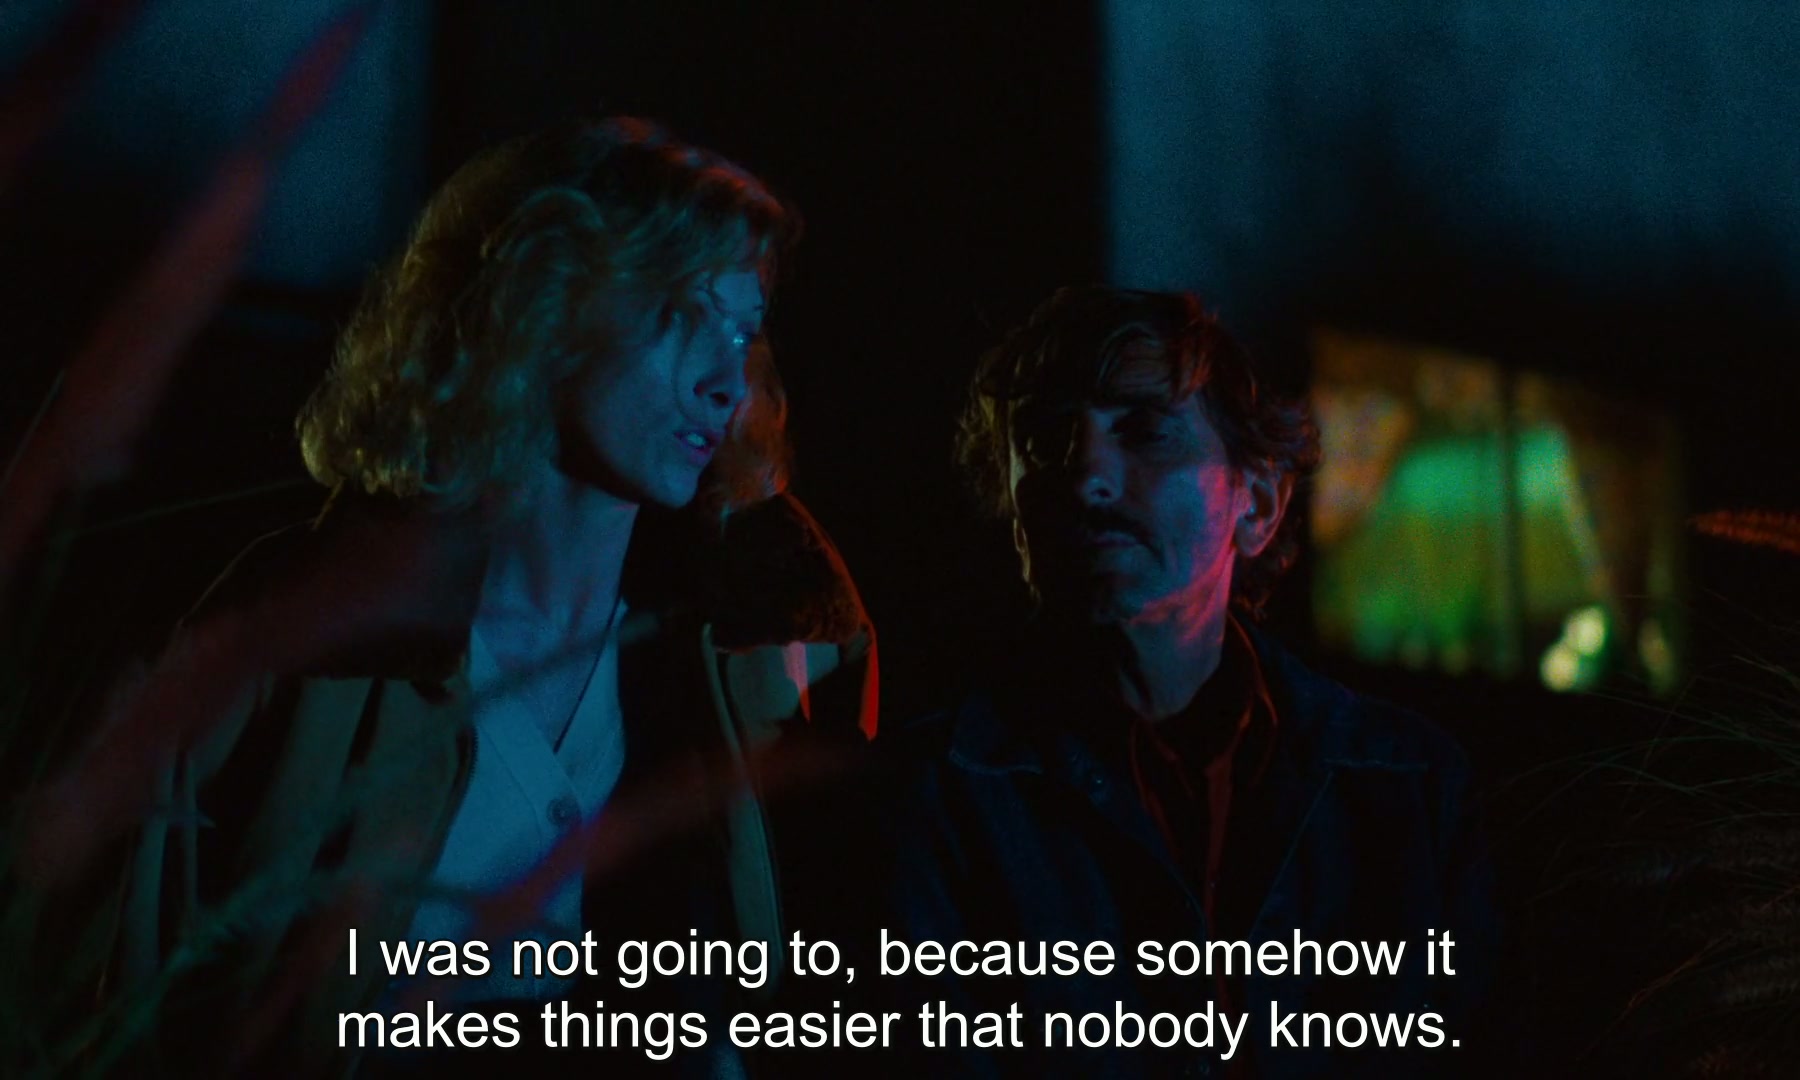 I was not going to, because somehow it
makes things easier that nobody knows.